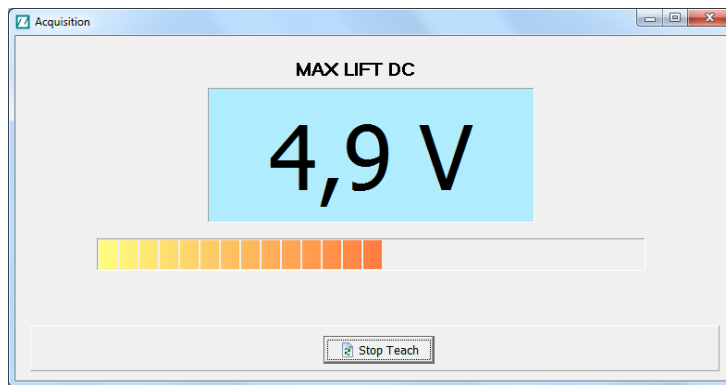 Acquisition
MAX LIFT DC
4,9 V
Stop Teach